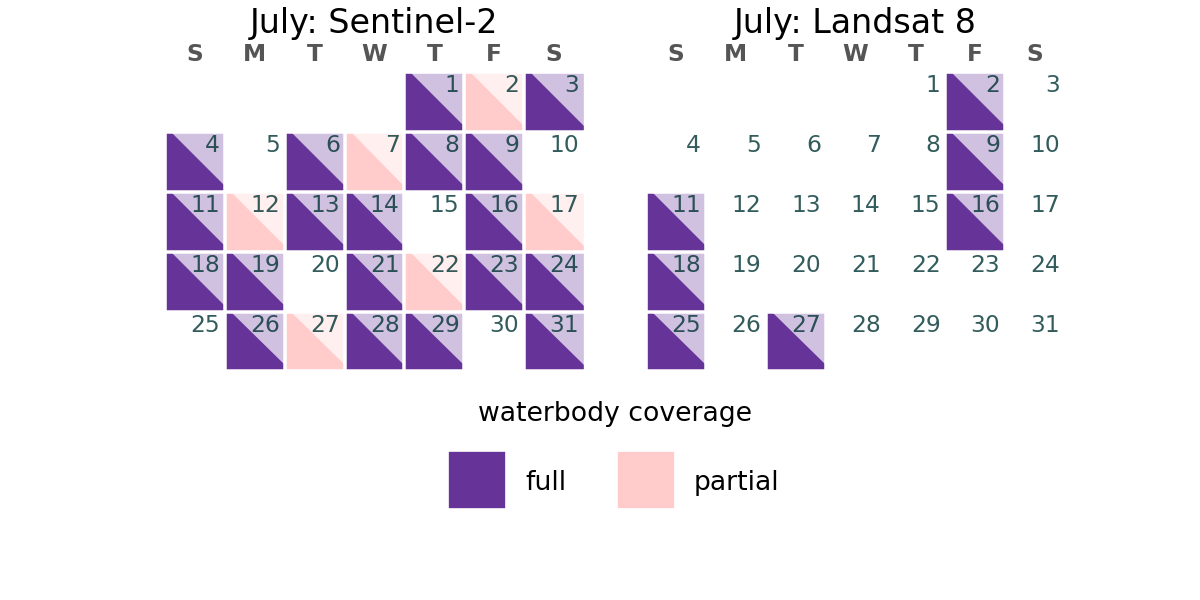 July: Sentinel-2
S M T W T F S
1 2 3
4 5 6 7 8 9 10
11 12 13 14 15 16 17
18 19 20 21 22 23 24
25 26 27 28 29 30 31
July: Landsat 8
S M T W T F S
1 2 3
4 5 6 7 8 9 10
11 12 13 14 15 16 17
18 19 20 21 22 23 24
25 26 27 28 29 30 31
waterbody coverage
full partial